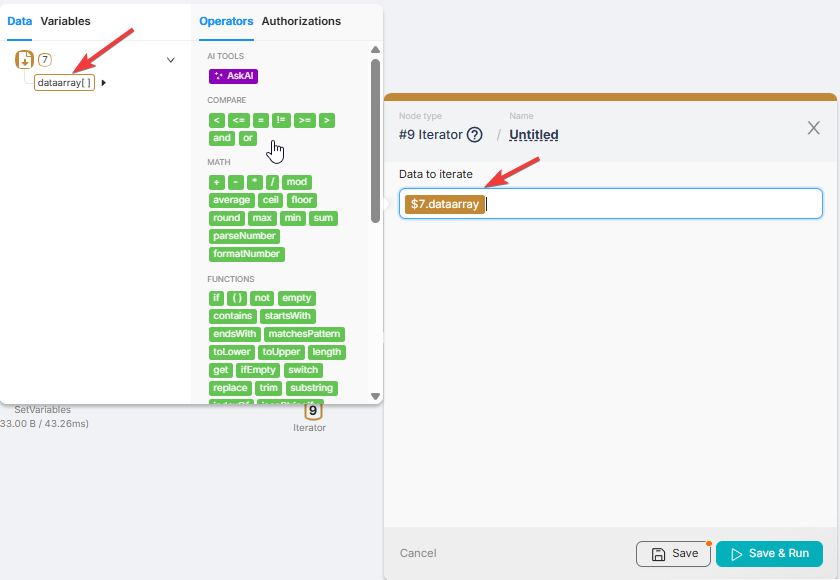 Data Variables
7
dataarray[ ]
Operators Authorizations
AI TOOLS
AskAI
COMPARE
< <= = != >= >
and or
MATH
+ - * / mod
average ceil floor
round max min sum
parseNumber
formatNumber
FUNCTIONS
if ( ) not empty
contains startsWith
endsWith matchesPattern
toLower toUpper length
get ifEmpty switch
replace trim substring
SetVariables
33.00 B / 43.26ms)
9
Iterator
Node type Name
#9 Iterator ? / Untitled
Data to iterate
$7.dataarray
Cancel Save Save & Run